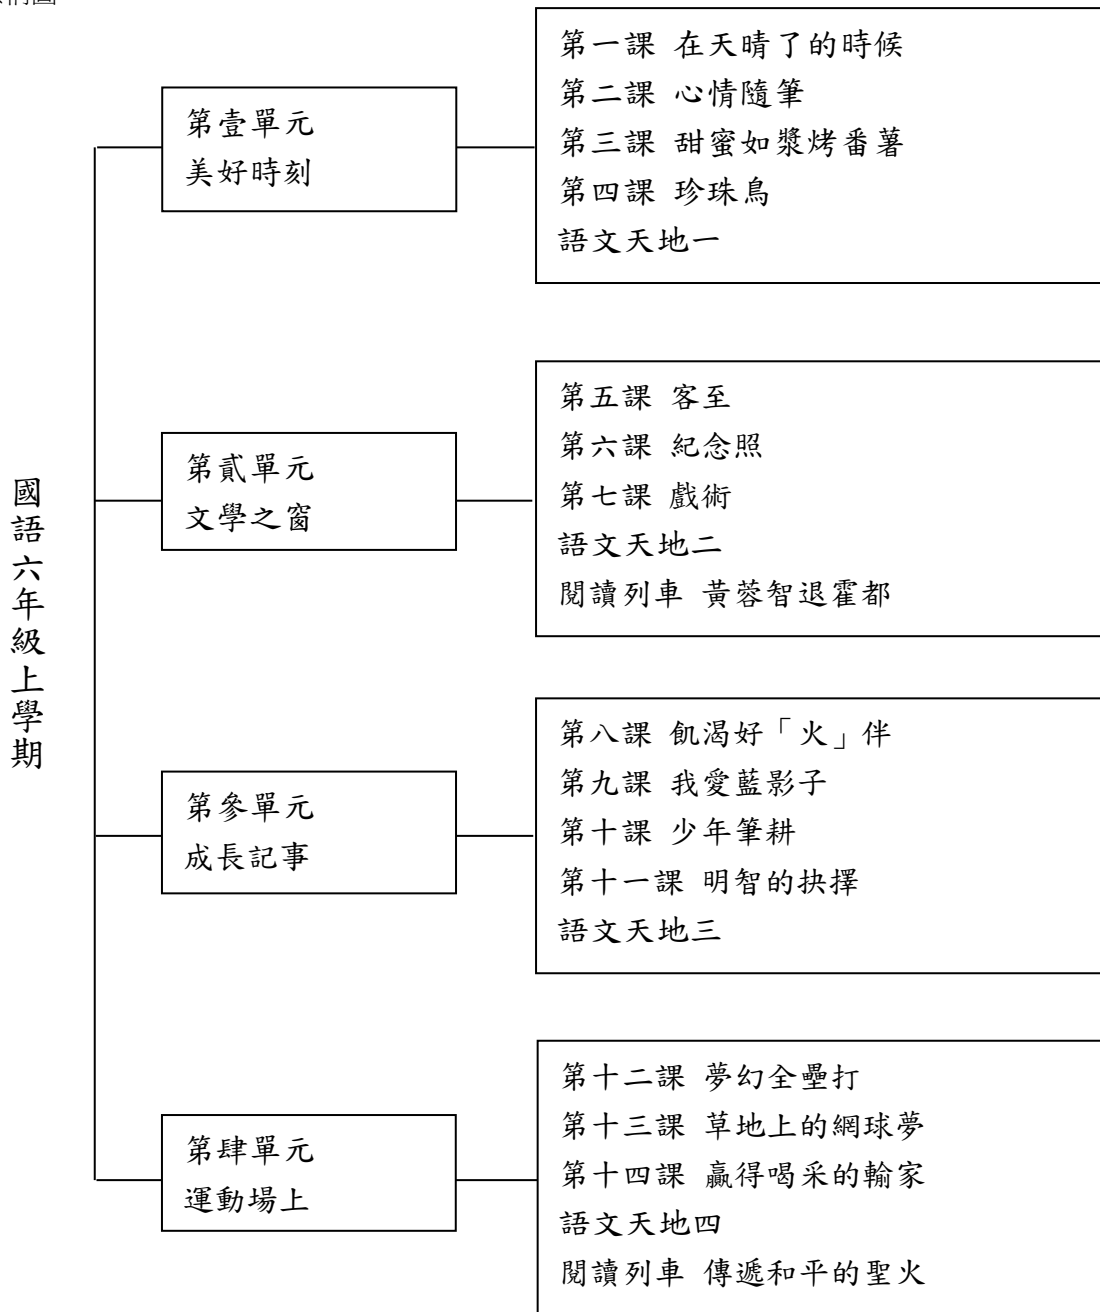 國語六年級上學期
第壹單元
美好時刻
第一課 在天晴了的時候
第二課 心情隨筆
第三課 甜蜜如漿烤番薯
第四課 珍珠鳥
語文天地一
第貳單元
文學之窗
第五課 客至
第六課 紀念照
第七課 戲術
語文天地二
閱讀列車 黃蓉智退霍都
第參單元
成長記事
第八課 飢渴好「火」伴
第九課 我愛藍影子
第十課 少年筆耕
第十一課 明智的抉擇
語文天地三
第肆單元
運動場上
第十二課 夢幻全壘打
第十三課 草地上的網球夢
第十四課 贏得喝采的輸家
語文天地四
閱讀列車 傳遞和平的聖火